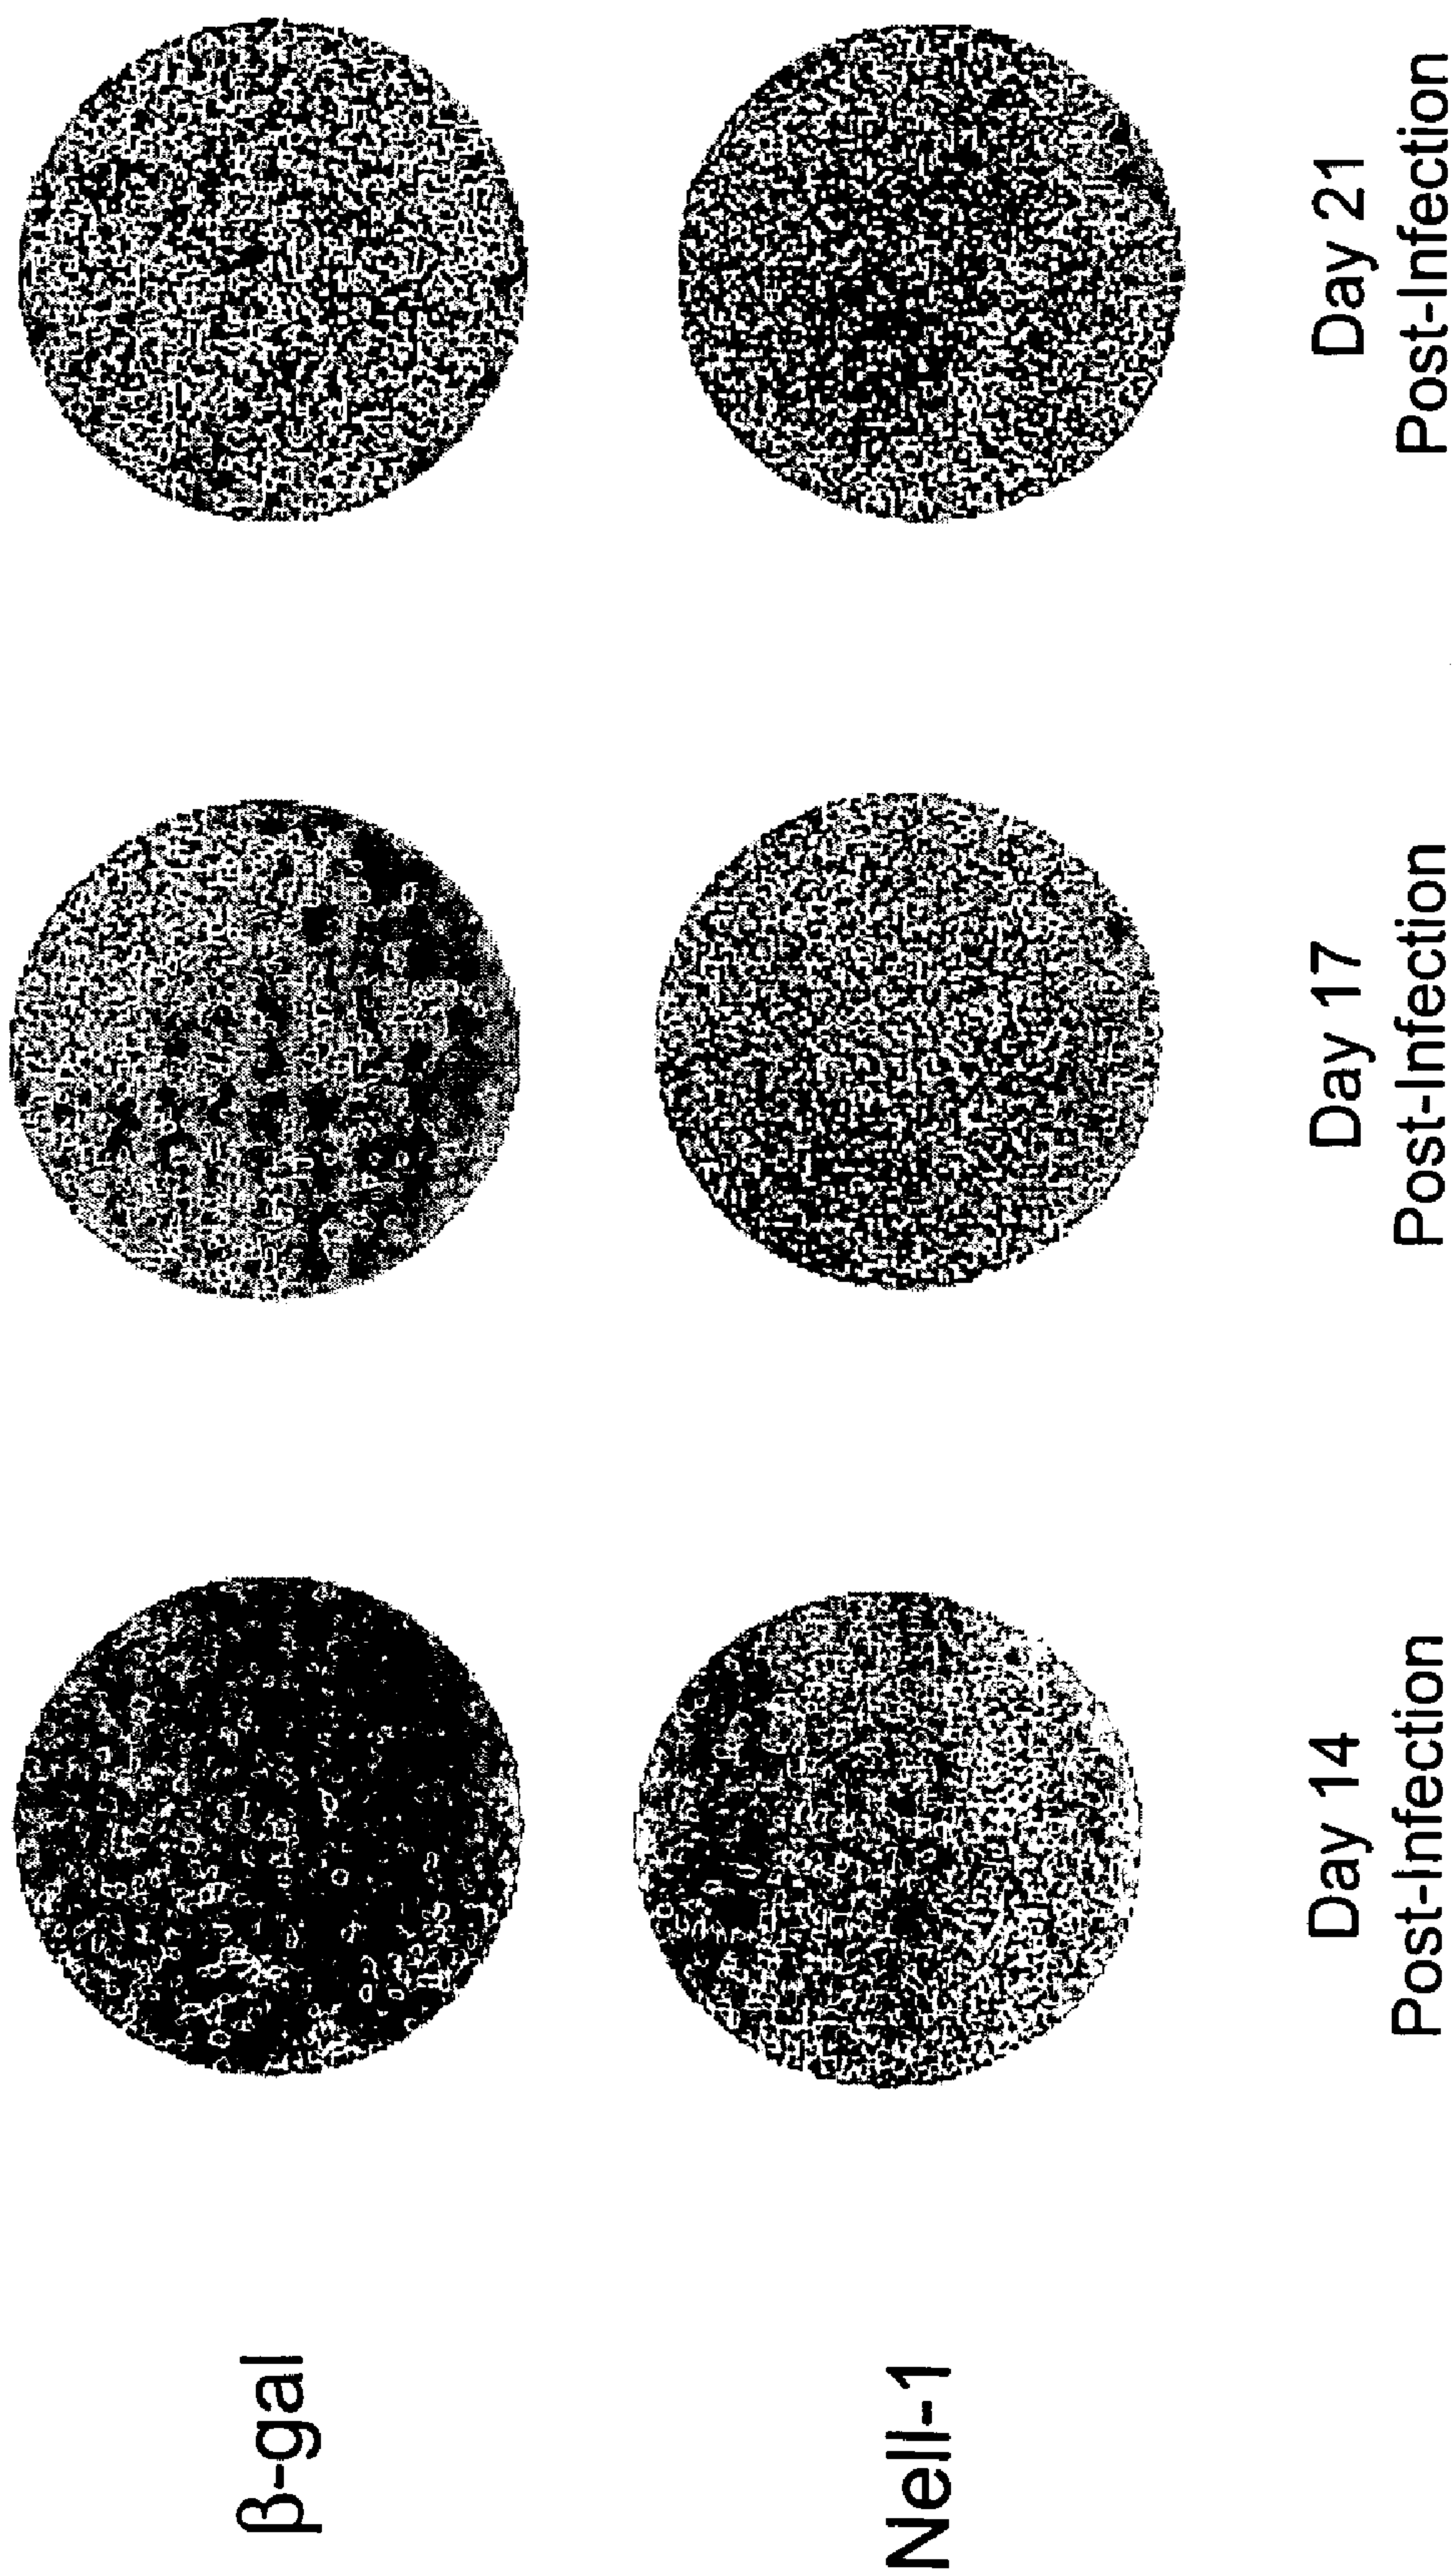 β-gal
Nell-1
Day 14
Post-Infection
Day 17
Post-Infection
Day 21
Post-Infection